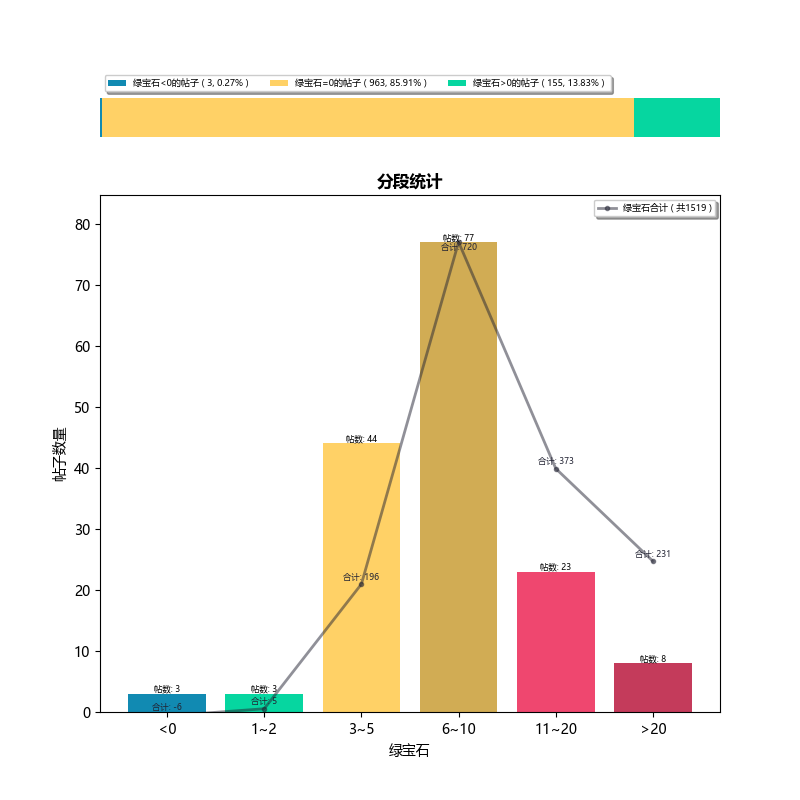 绿宝石<0的帖子 ( 3, 0.27% ) 绿宝石=0的帖子 ( 963, 85.91% ) 绿宝石>0的帖子 ( 155, 13.83% )
分段统计
绿宝石合计 ( 共1519 )
80
70
60
50
40
30
20
10
0
帖子数量
帖数: 3
合计: -6
帖数: 3
合计: 5
帖数: 44
合计: 196
帖数: 77
合计: 720
合计: 373
帖数: 23
合计: 231
帖数: 8
<0 1~2 3~5 6~10 11~20 >20
绿宝石